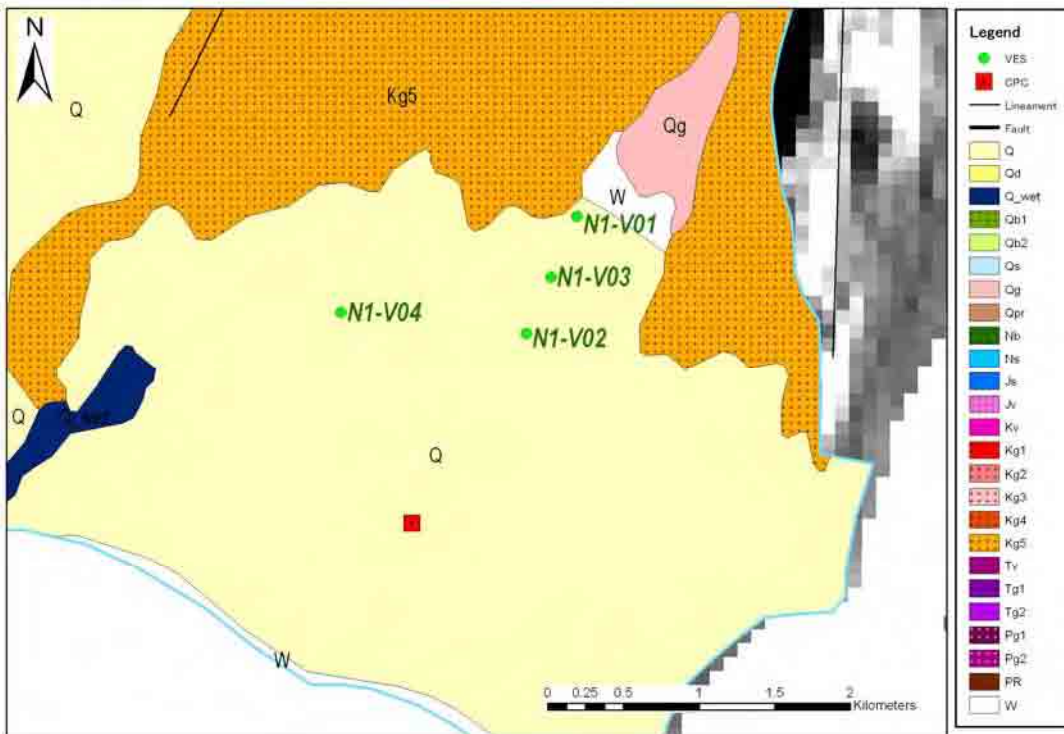 N
Q
Kg5
Qg
W
N1-V01
N1-V03
N1-V04
N1-V02
Q
Q_wet
Q
W
0 0.25 0.5 1 1.5 2
Kilometers
Legend
VES
CPG
Lineament
Fault
Q
Qd
Q_wet
Qb1
Qb2
Qs
Qg
Qpr
Nb
Ns
Js
Jv
Kv
Kg1
Kg2
Kg3
Kg4
Kg5
Tv
Tg1
Tg2
Pg1
Pg2
PR
W